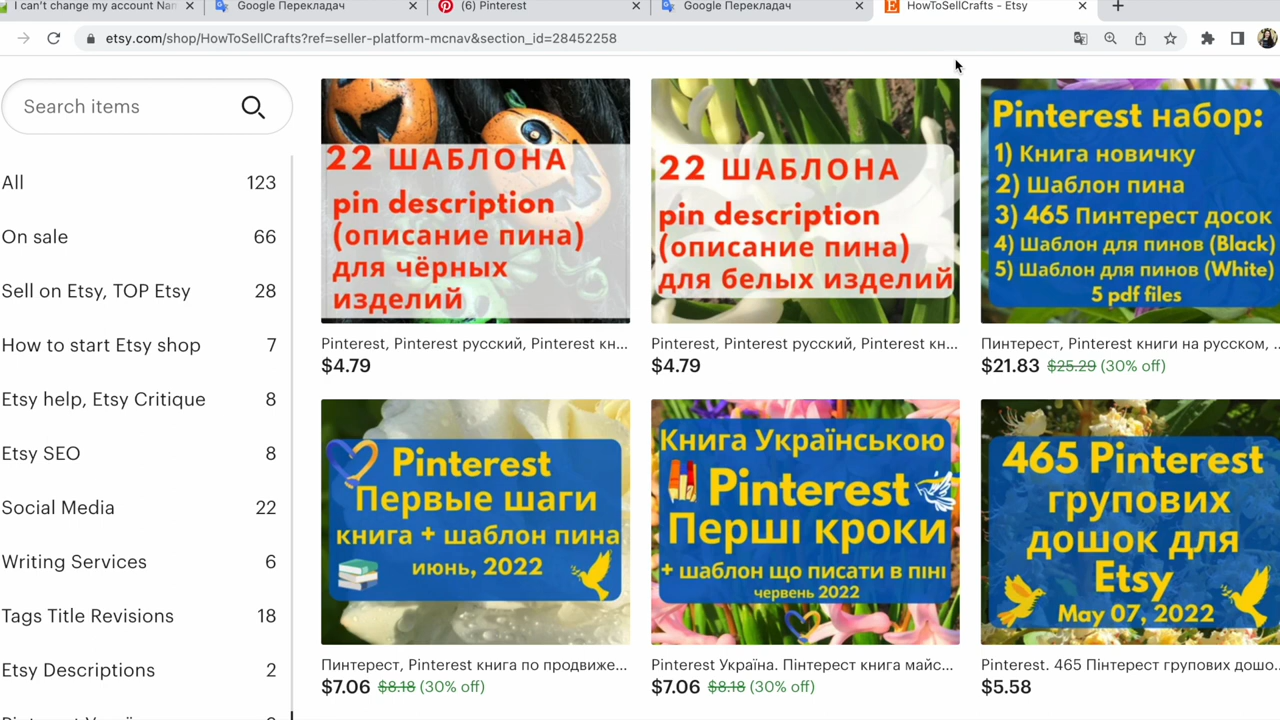 I can't change my account Nam
Google Перекладач
(6) Pinterest
Google Перекладач
HowToSellCrafts - Etsy
etsy.com/shop/HowToSellCrafts?ref=seller-platform-mcnav&section_id=28452258
Search items
All 123
On sale 66
Sell on Etsy, TOP Etsy 28
How to start Etsy shop 7
Etsy help, Etsy Critique 8
Etsy SEO 8
Social Media 22
Writing Services 6
Tags Title Revisions 18
Etsy Descriptions 2
22 ШАБЛОНА
pin description
(описание пина)
для чёрных
изделий
Pinterest, Pinterest русский, Pinterest кн...
$4.79
22 ШАБЛОНА
pin description
(описание пина)
для белых изделий
Pinterest, Pinterest русский, Pinterest кн...
$4.79
Pinterest набор:
1) Книга новичку
2) Шаблон пина
3) 465 Пинтерест досок
4) Шаблон для пинов (Black)
5) Шаблон для пинов (White)
5 pdf files
Пинтерест, Pinterest книги на русском, ..
$21.83 $25.29 (30% off)
Pinterest
Первые шаги
книга + шаблон пина
июнь, 2022
Пинтерест, Pinterest книга по продвиже...
$7.06 $8.18 (30% off)
Книга Українською
Pinterest
Перші кроки
+ шаблон що писати в піні
червень 2022
Pinterest Україна. Пінтерест книга майс...
$7.06 $8.18 (30% off)
465 Pinterest
групових
дошок для
Etsy
May 07, 2022
Pinterest. 465 Пінтерест групових дошо..
$5.58